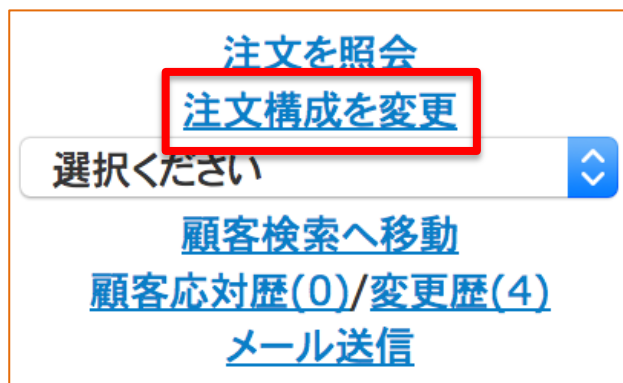 注文を照会
注文構成を変更
選択ください
顧客検索へ移動
顧客応対歴(0)/変更歴(4)
メール送信